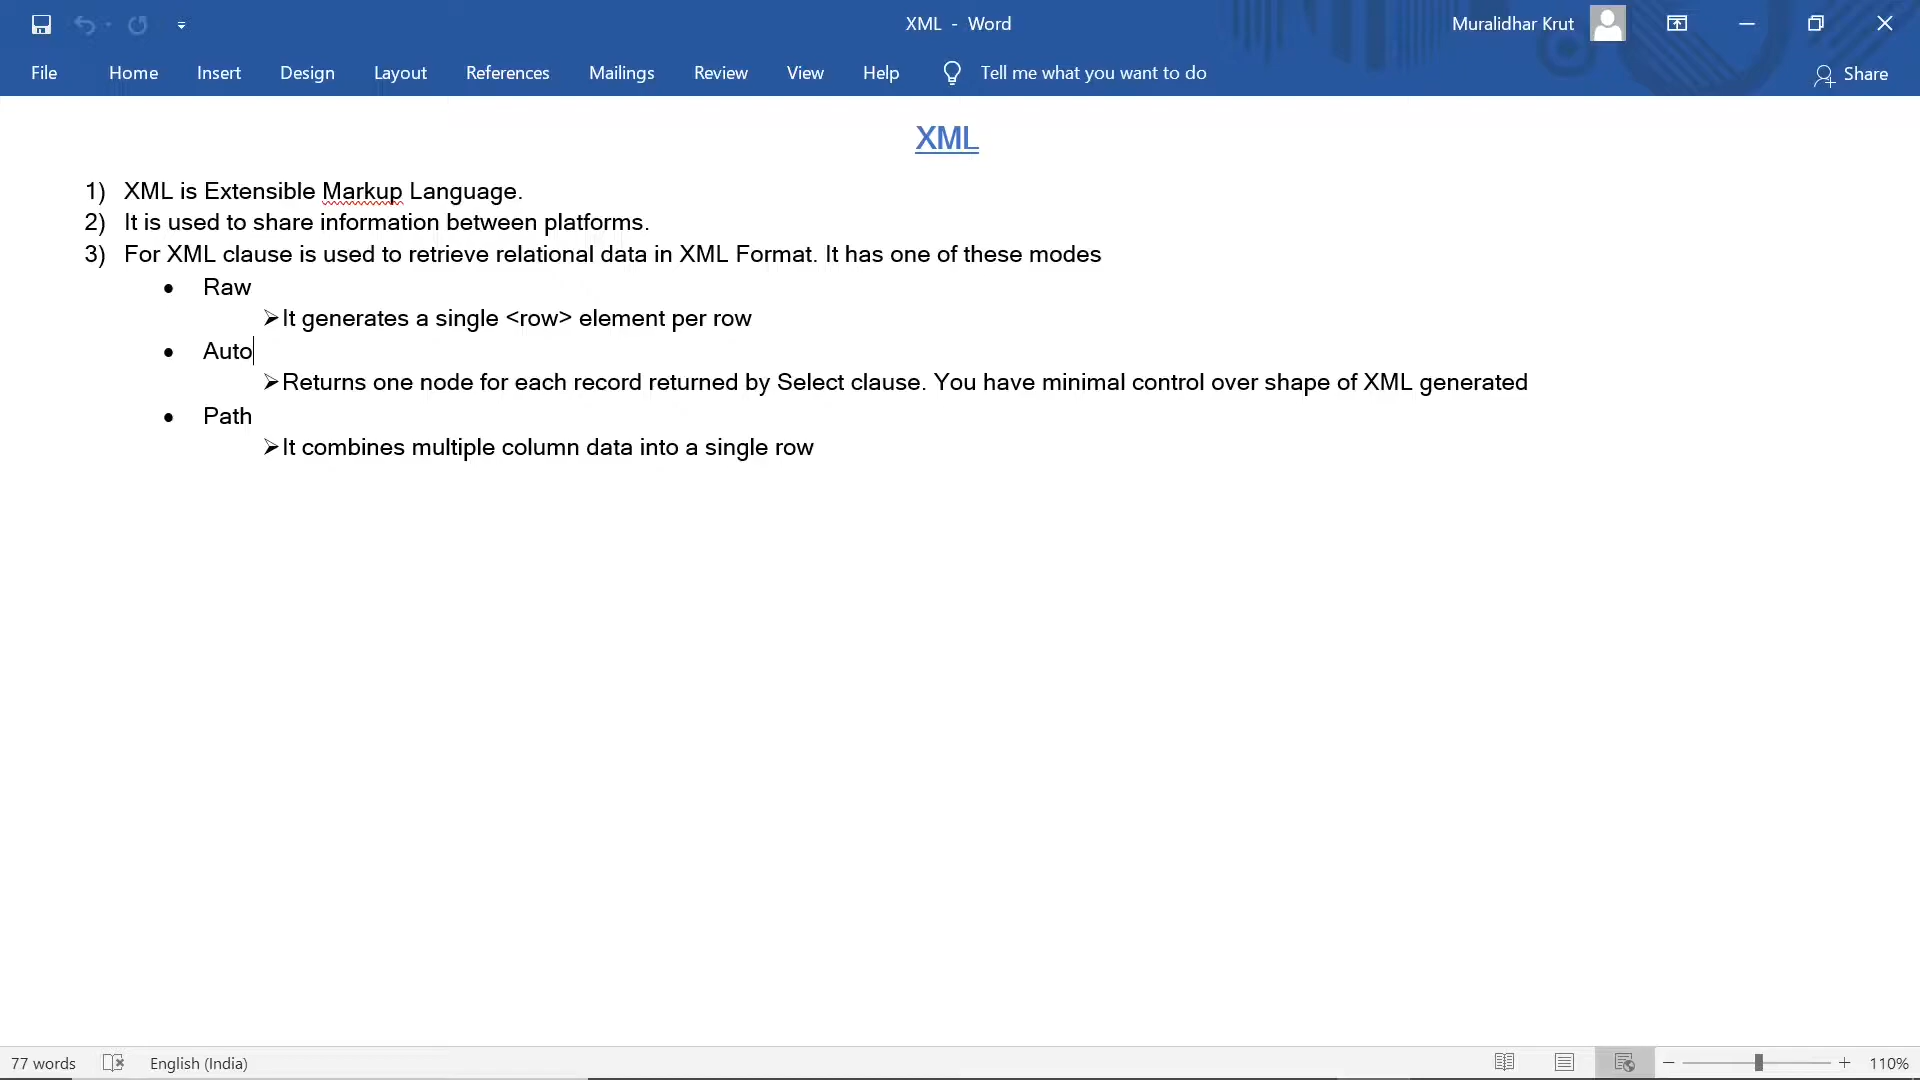 XML - Word
Muralidhar Krut
File Home Insert Design Layout References Mailings Review View Help Tell me what you want to do Share
XML
1) XML is Extensible Markup Language.
2) It is used to share information between platforms.
3) For XML clause is used to retrieve relational data in XML Format. It has one of these modes
• Raw
➢It generates a single <row> element per row
• Auto
➢Returns one node for each record returned by Select clause. You have minimal control over shape of XML generated
• Path
➢It combines multiple column data into a single row
77 words English (India) 110%